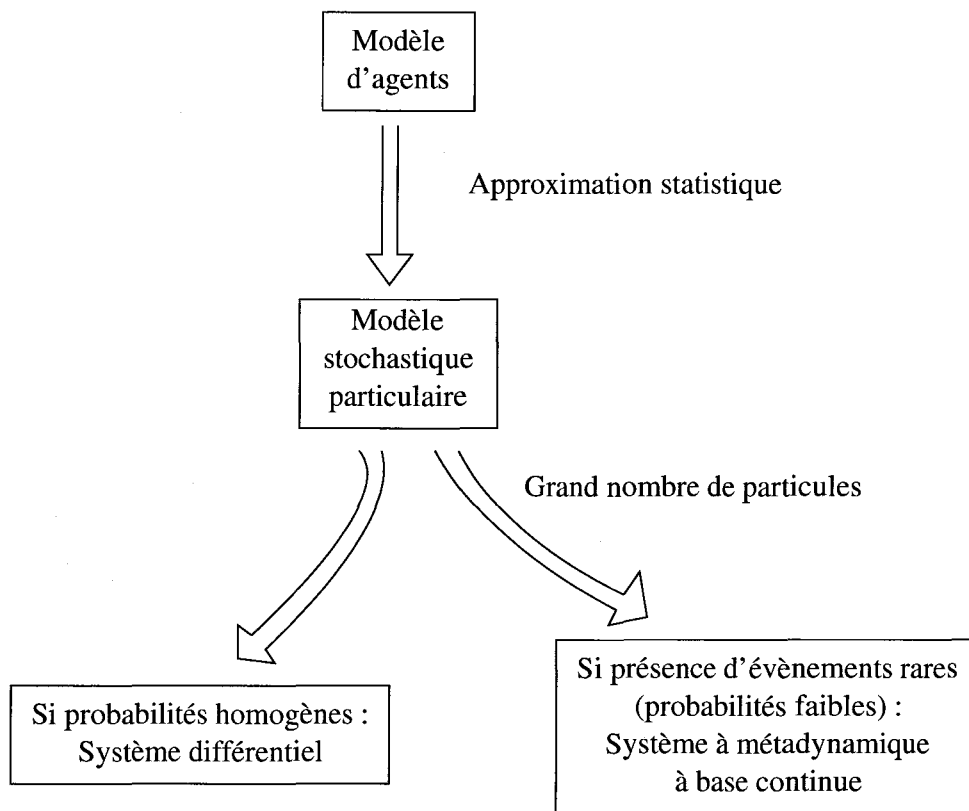 Modèle
d'agents
Approximation statistique
Modèle
stochastique
particulaire
Grand nombre de particules
Si probabilités homogènes :
Système différentiel
Si présence d'évènements rares
(probabilités faibles) :
Système à métadynamique
à base continue